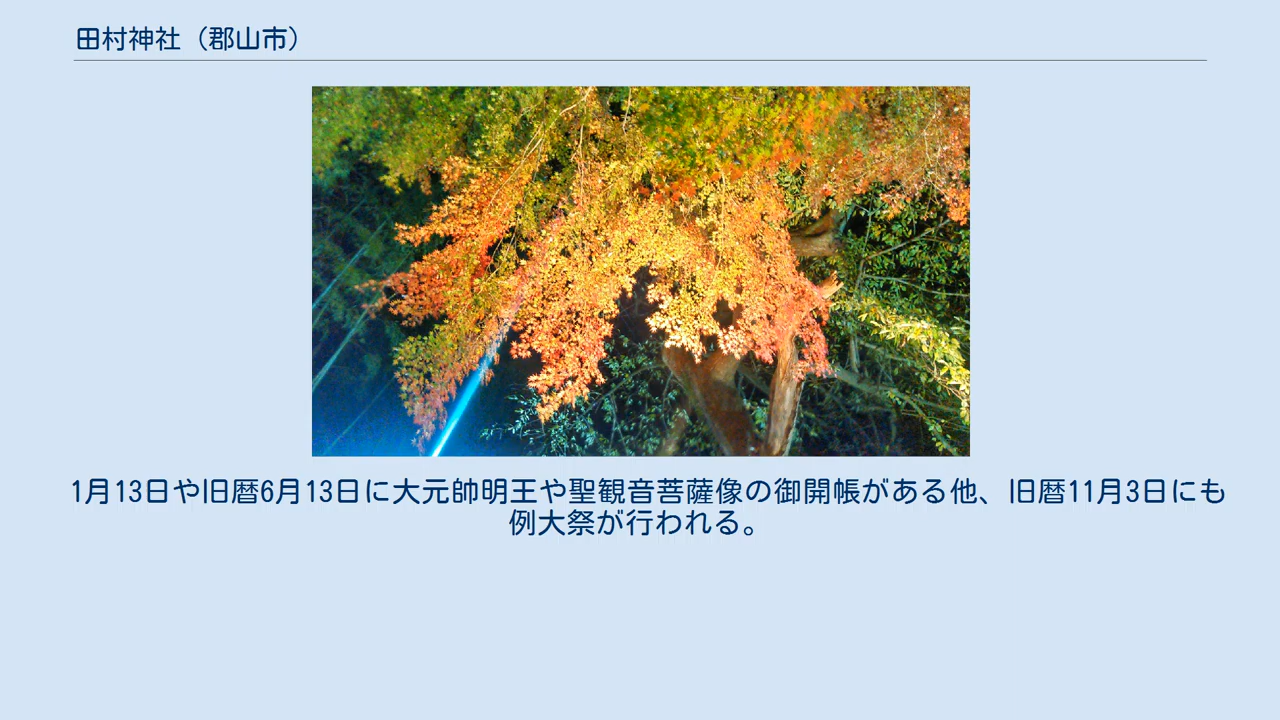 田村神社（郡山市）
1月13日や旧暦6月13日に大元帥明王や聖観音菩薩像の御開帳がある他、旧暦11月3日にも
例大祭が行われる。